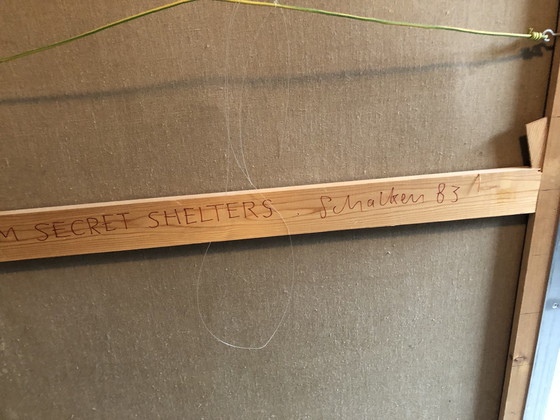 M SECRET SHELTERS . Schalken 83